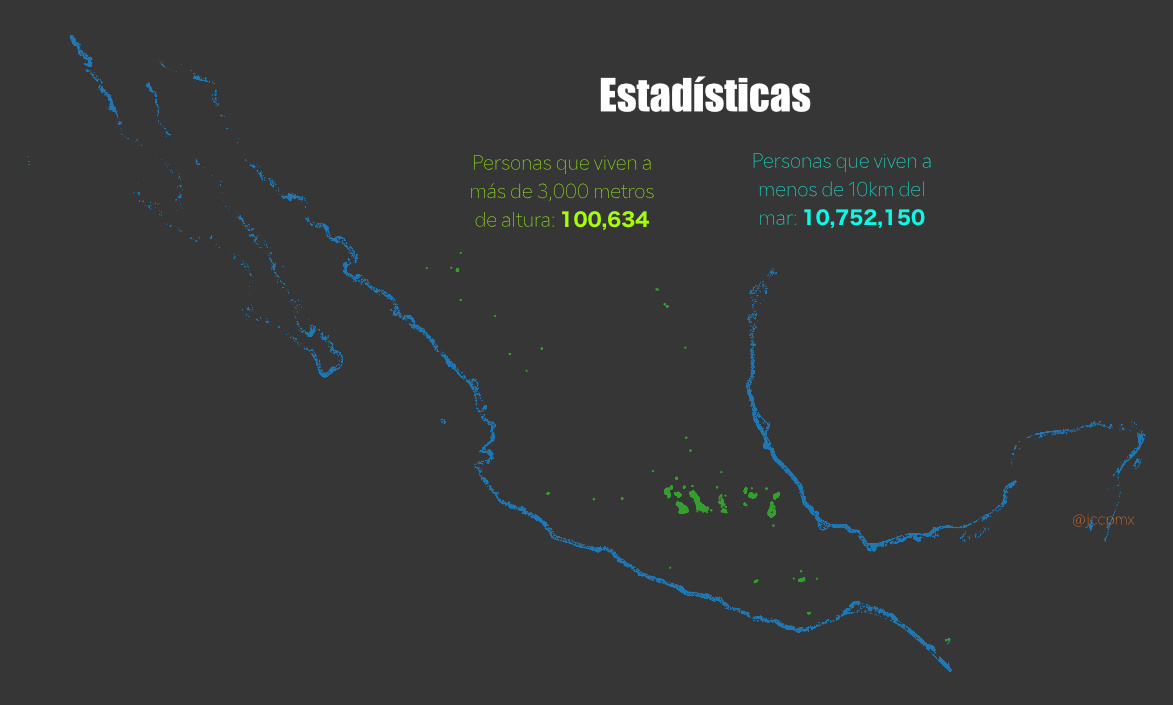 Estadísticas
Personas que viven a
más de 3,000 metros
de altura: 100,634
Personas que viven a
menos de 10km del
mar: 10,752,150
@jccpmx